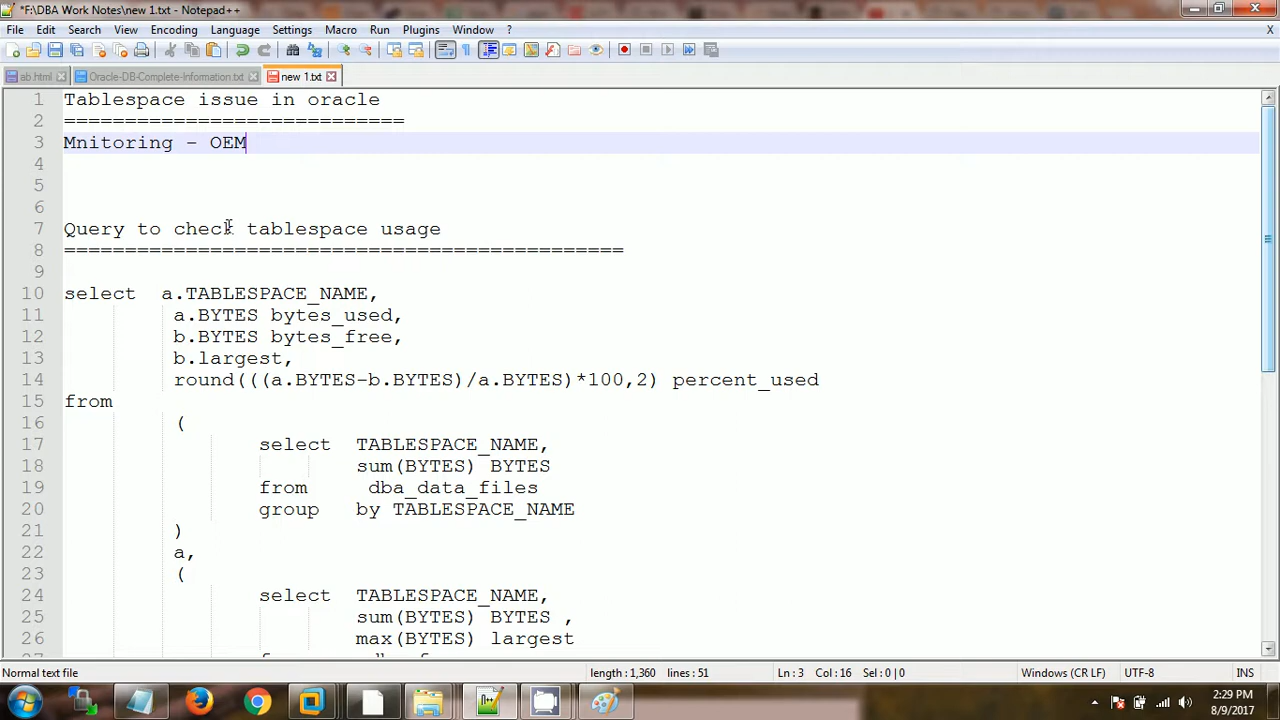 *F:\DBA Work Notes\new 1.txt - Notepad++
File Edit Search View Encoding Language Settings Macro Run Plugins Window ? X
ab.html Oracle-DB-Complete-Information.txt new 1.txt
1 Tablespace issue in oracle
2 ============================
3 Mnitoring - OEM
4
5
6
7 Query to check tablespace usage
8 ==============================================
9
10 select a.TABLESPACE_NAME,
11 a.BYTES bytes_used,
12 b.BYTES bytes_free,
13 b.largest,
14 round(((a.BYTES-b.BYTES)/a.BYTES)*100,2) percent_used
15 from
16 (
17 select TABLESPACE_NAME,
18 sum(BYTES) BYTES
19 from dba_data_files
20 group by TABLESPACE_NAME
21 )
22 a,
23 (
24 select TABLESPACE_NAME,
25 sum(BYTES) BYTES ,
26 max(BYTES) largest
27
Normal text file length : 1,360 lines : 51 Ln : 3 Col : 16 Sel : 0 | 0 Windows (CR LF) UTF-8 INS
2:29 PM
8/9/2017